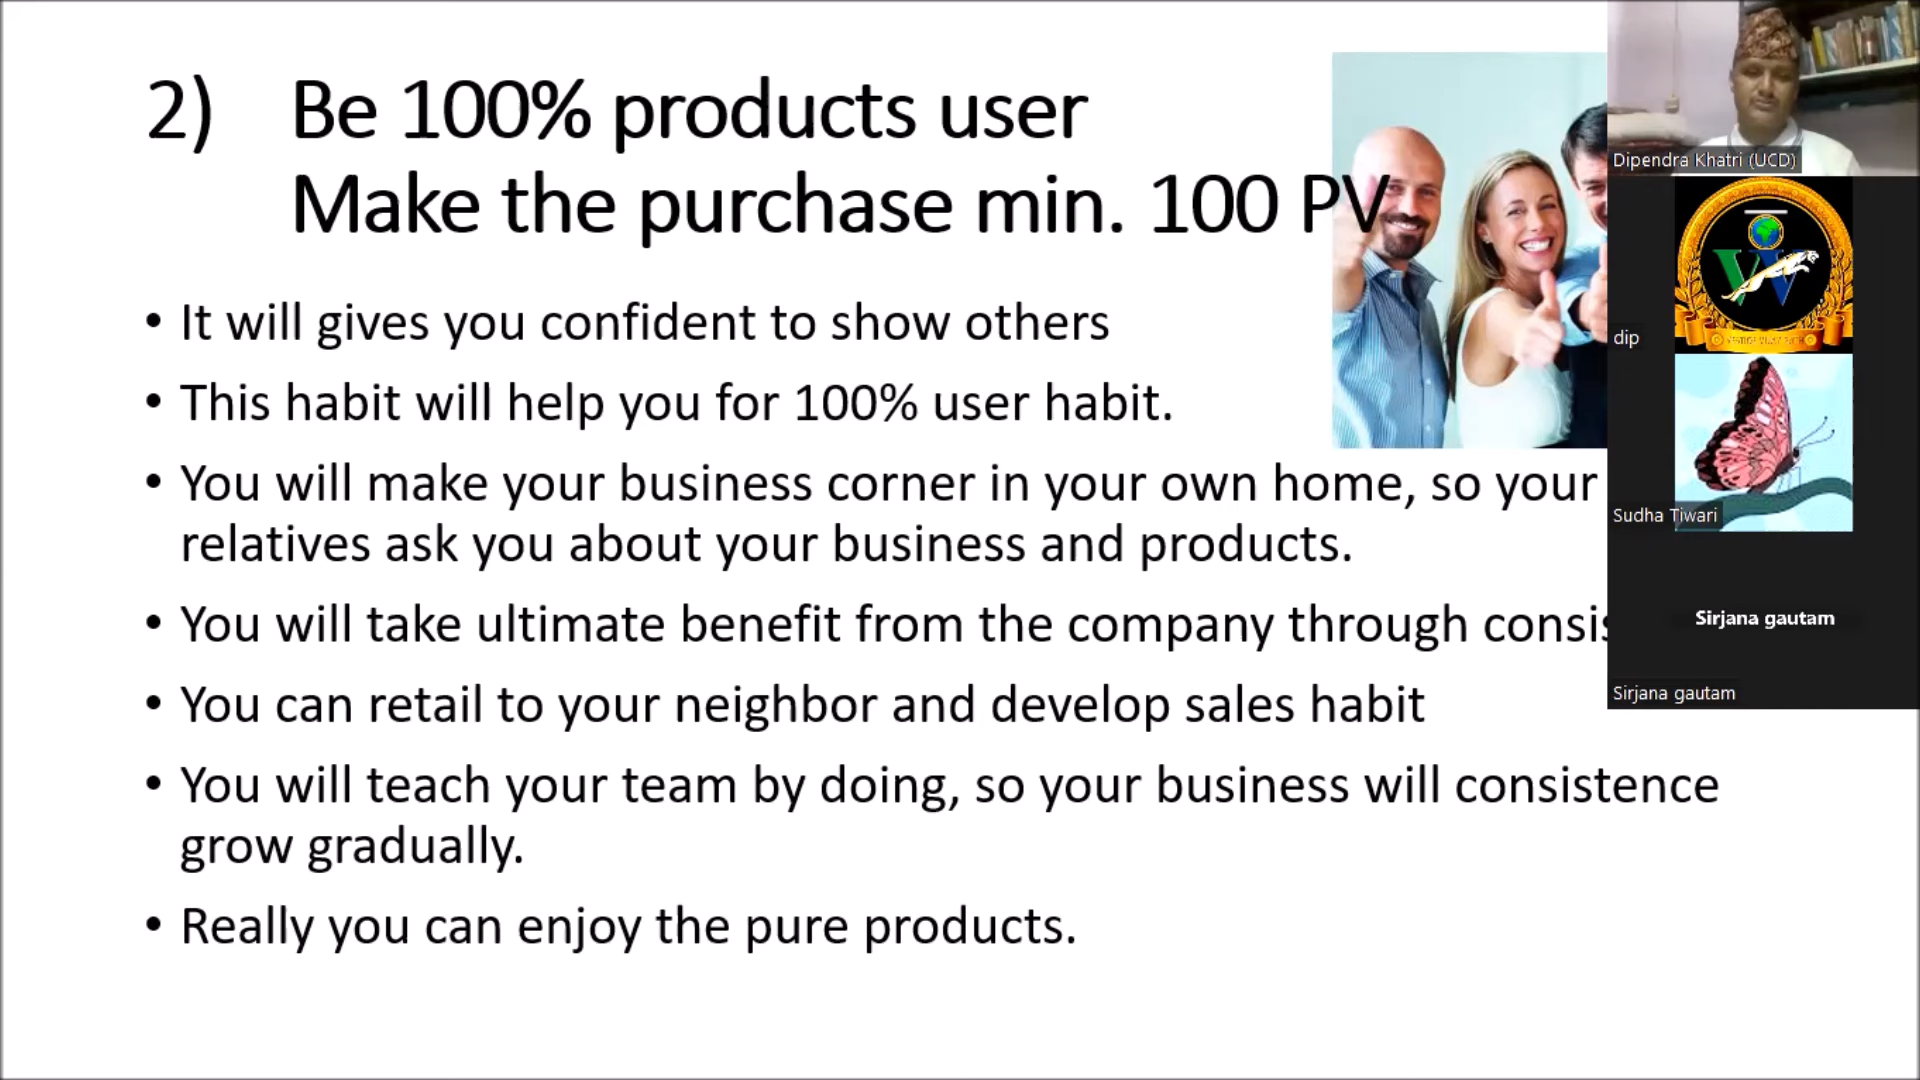 2) Be 100% products user
Make the purchase min. 100 PV
• It will gives you confident to show others
• This habit will help you for 100% user habit.
• You will make your business corner in your own home, so your
relatives ask you about your business and products.
• You will take ultimate benefit from the company through consis
• You can retail to your neighbor and develop sales habit
• You will teach your team by doing, so your business will consistence
grow gradually.
• Really you can enjoy the pure products.
Dipendra Khatri (UCD)
dip
Sudha Tiwari
Sirjana gautam
Sirjana gautam